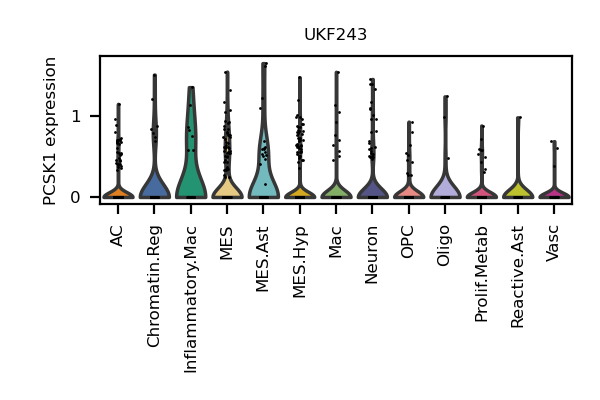 UKF243
PCSK1 expression
1
0
AC
Chromatin.Reg
Inflammatory.Mac
MES
MES.Ast
MES.Hyp
Mac
Neuron
OPC
Oligo
Prolif.Metab
Reactive.Ast
Vasc